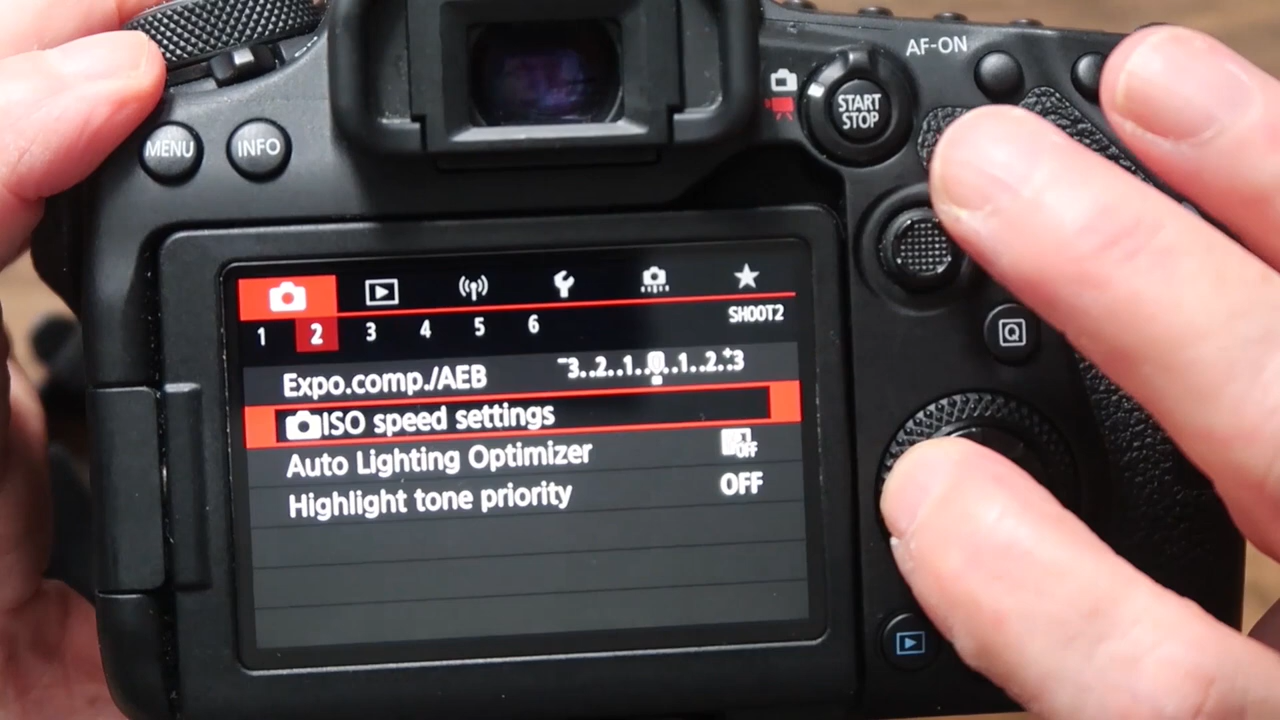 AF-ON
START
STOP
MENU
INFO
1 2 3 4 5 6
SHOOT2
Expo.comp./AEB -3..2..1..0..1..2..+3
ISO speed settings
Auto Lighting Optimizer OFF
Highlight tone priority OFF
Q